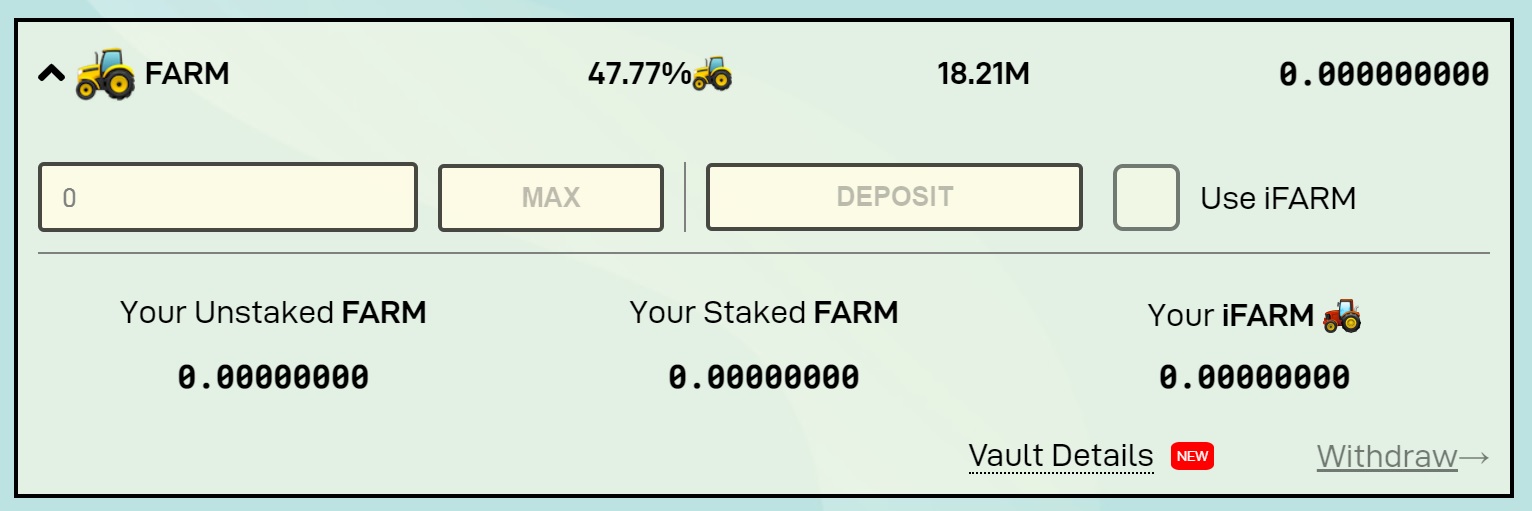 FARM 47.77% 18.21M 0.000000000
0 MAX DEPOSIT Use iFARM
Your Unstaked FARM Your Staked FARM Your iFARM
0.00000000 0.00000000 0.00000000
Vault Details NEW Withdraw→